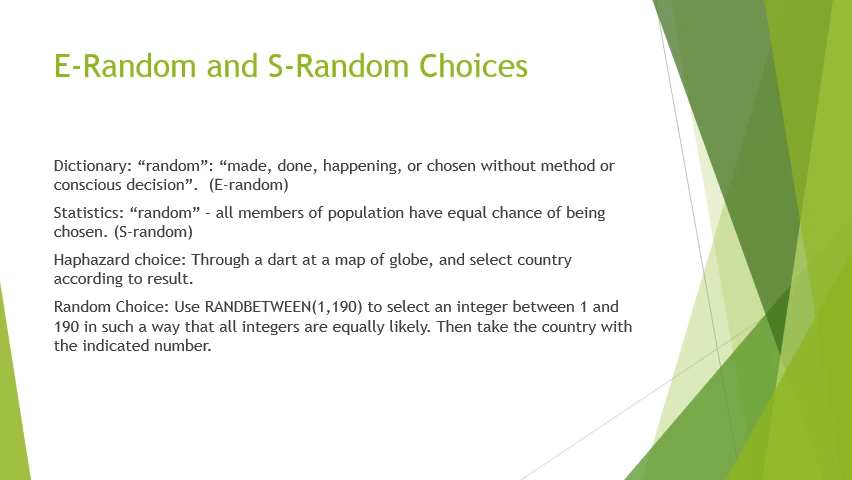 E-Random and S-Random Choices
Dictionary: “random”: “made, done, happening, or chosen without method or
conscious decision”.  (E-random)
Statistics: “random” – all members of population have equal chance of being
chosen. (S-random)
Haphazard choice: Through a dart at a map of globe, and select country
according to result.
Random Choice: Use RANDBETWEEN(1,190) to select an integer between 1 and
190 in such a way that all integers are equally likely. Then take the country with
the indicated number.